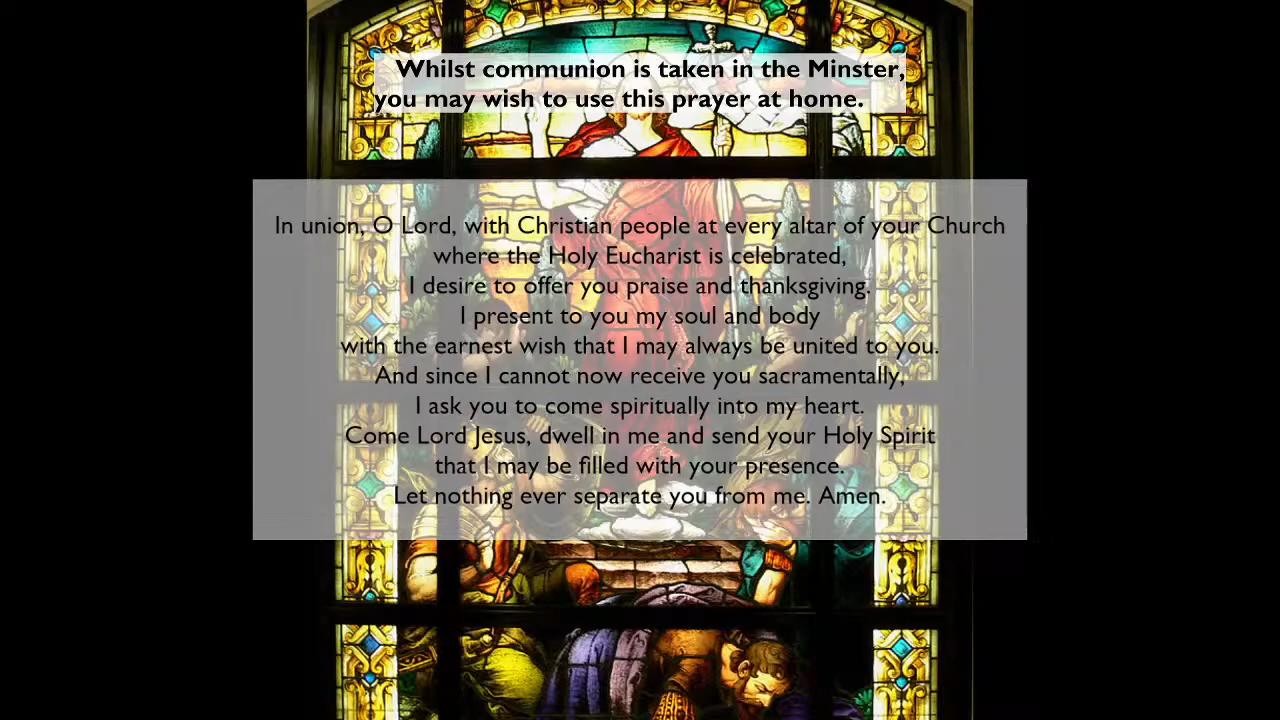 Whilst communion is taken in the Minster,
you may wish to use this prayer at home.
In union, O Lord, with Christian people at every altar of your Church
where the Holy Eucharist is celebrated,
I desire to offer you praise and thanksgiving.
I present to you my soul and body
with the earnest wish that I may always be united to you.
And since I cannot now receive you sacramentally,
I ask you to come spiritually into my heart.
Come Lord Jesus, dwell in me and send your Holy Spirit
that I may be filled with your presence.
Let nothing ever separate you from me. Amen.